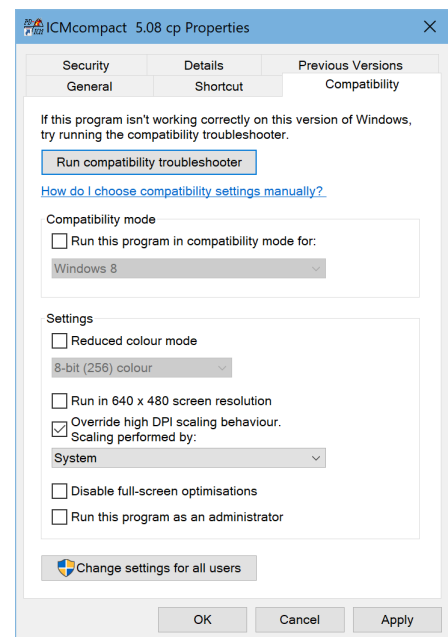 ICMcompact 5.08 cp Properties
Security Details Previous Versions
General Shortcut Compatibility
If this program isn't working correctly on this version of Windows,
try running the compatibility troubleshooter.
Run compatibility troubleshooter
How do I choose compatibility settings manually?
Compatibility mode
Run this program in compatibility mode for:
Windows 8
Settings
Reduced colour mode
8-bit (256) colour
Run in 640 x 480 screen resolution
Override high DPI scaling behaviour.
Scaling performed by:
System
Disable full-screen optimisations
Run this program as an administrator
Change settings for all users
OK Cancel Apply